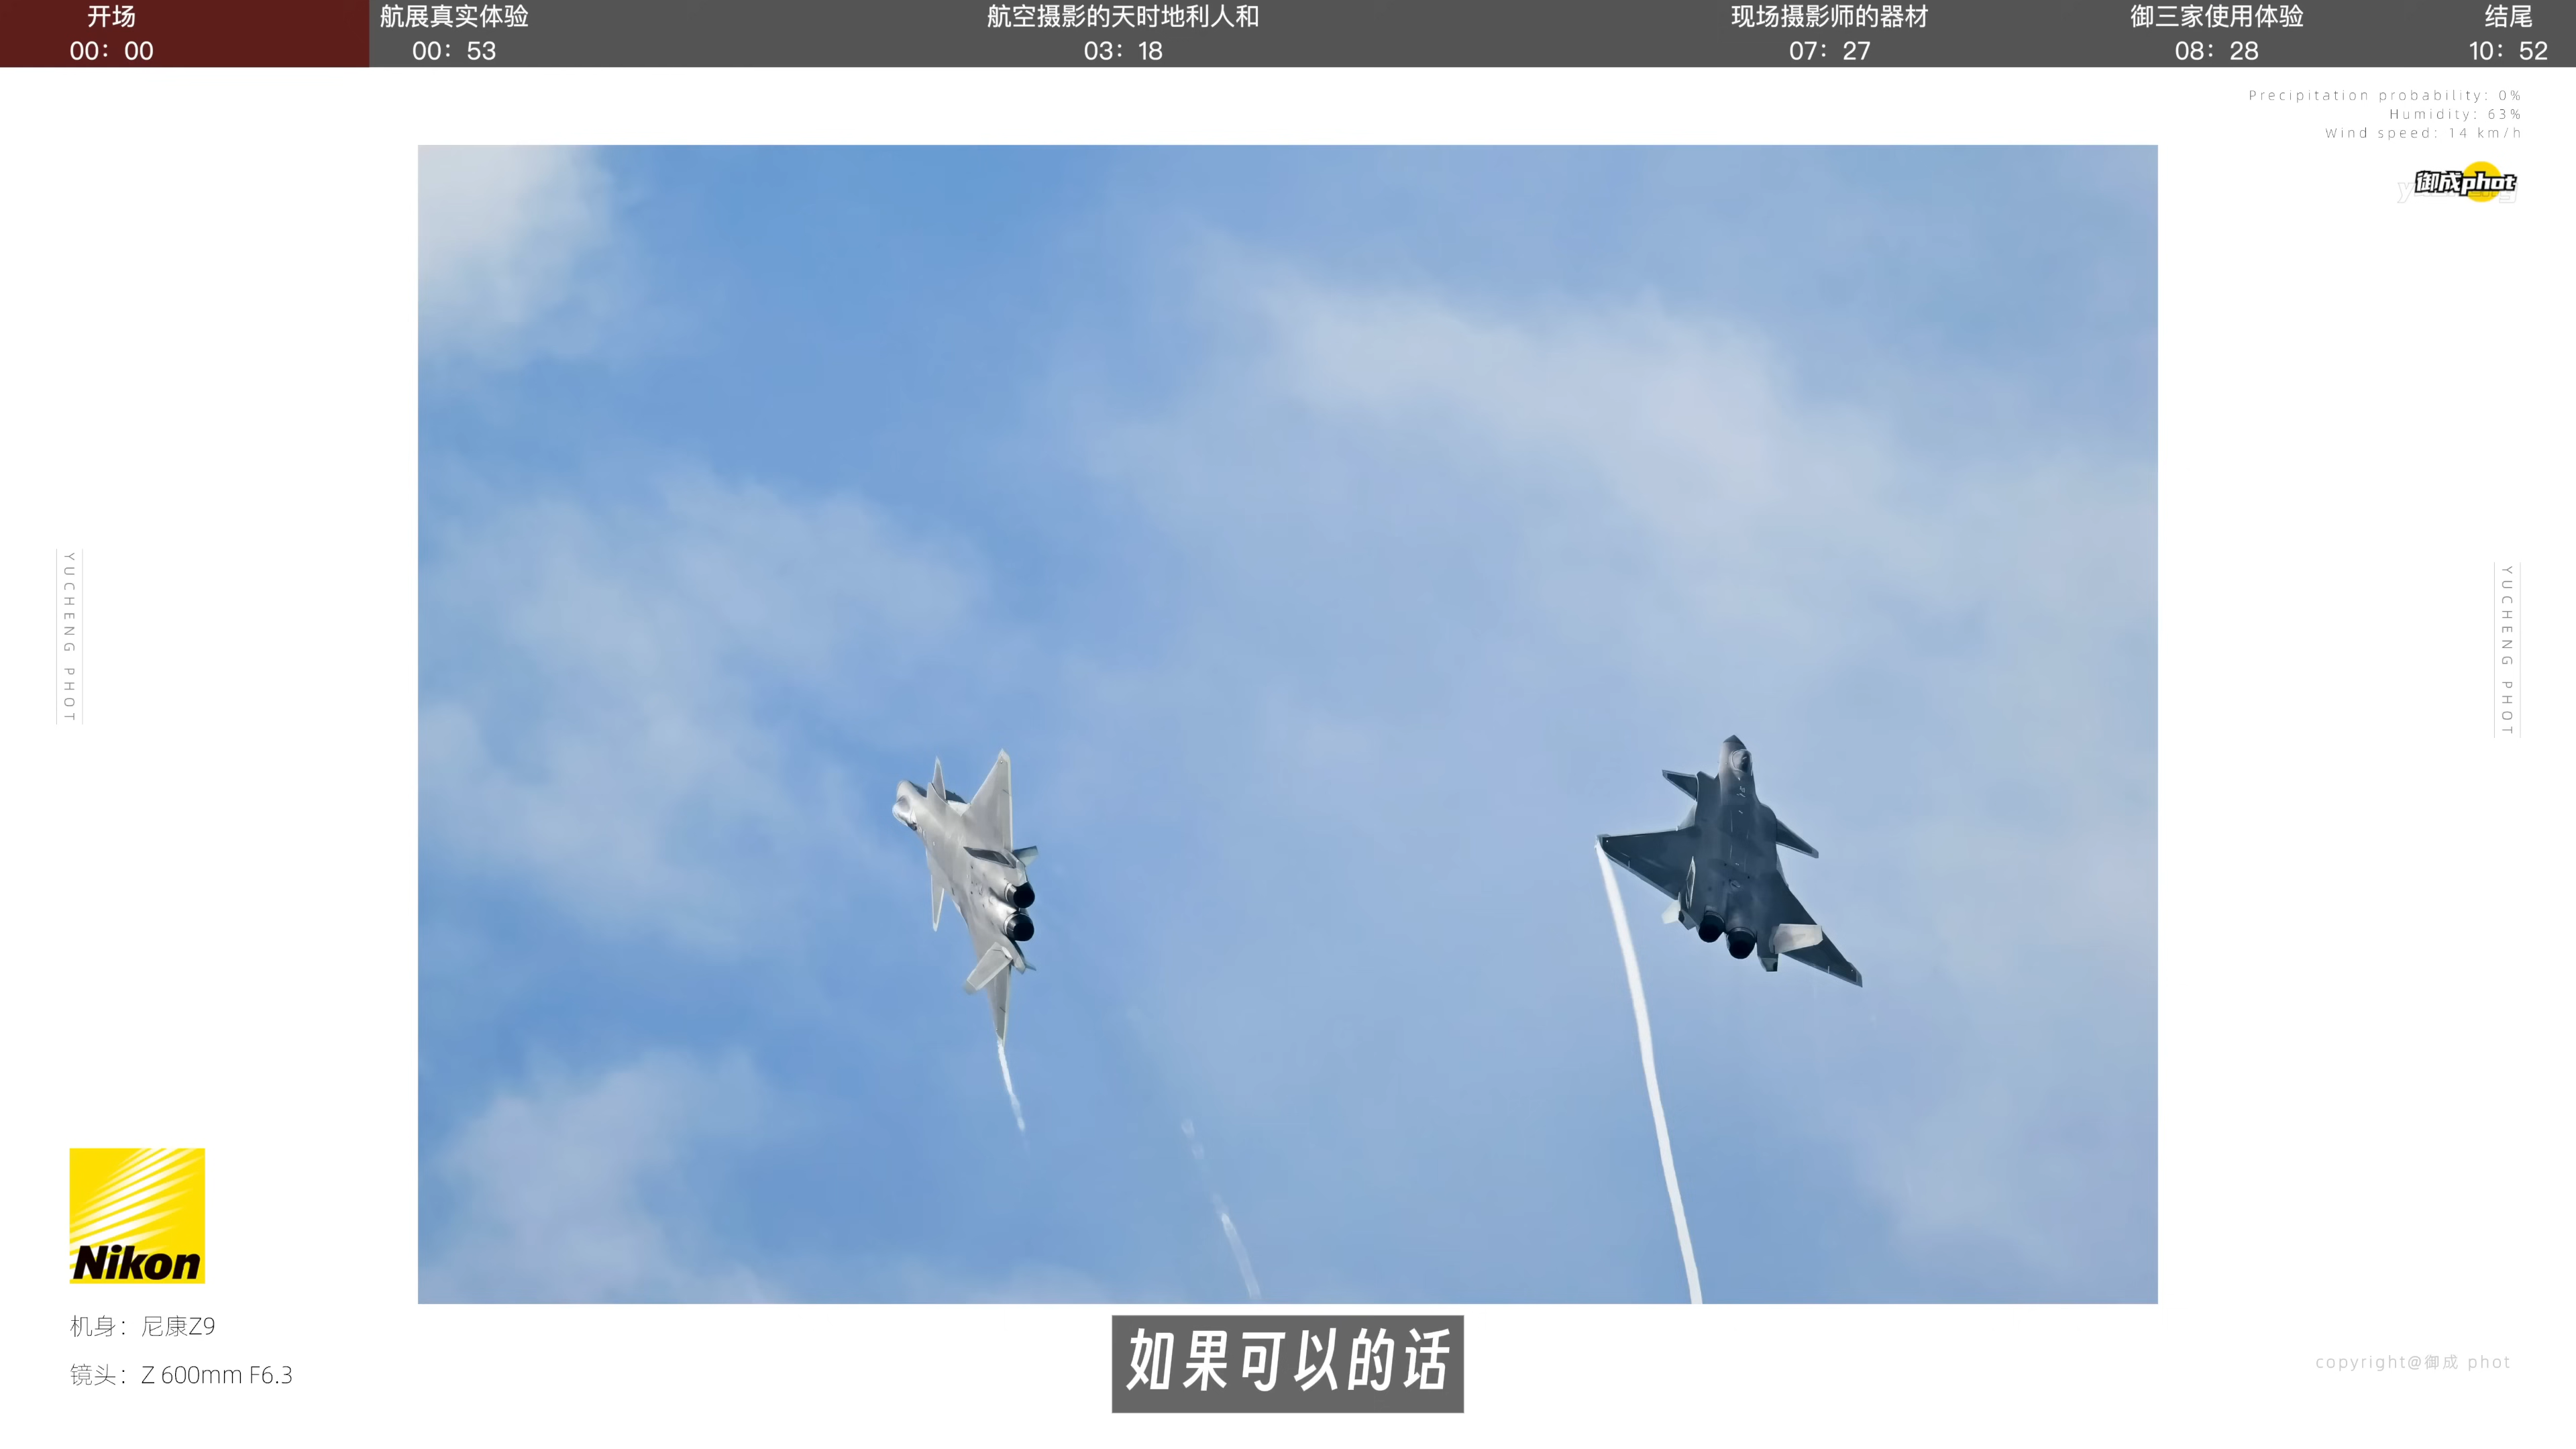 开场
00：00
航展真实体验
00：53
航空摄影的天时地利人和
03：18
现场摄影师的器材
07：27
御三家使用体验
08：28
结尾
10：52
Precipitation probability: 0%
Humidity: 63%
Wind speed: 14 km/h
御成phot
YUCHENG PHOT
YUCHENG PHOT
Nikon
机身：尼康Z9
镜头：Z 600mm F6.3
如果可以的话
copyright@御成 phot